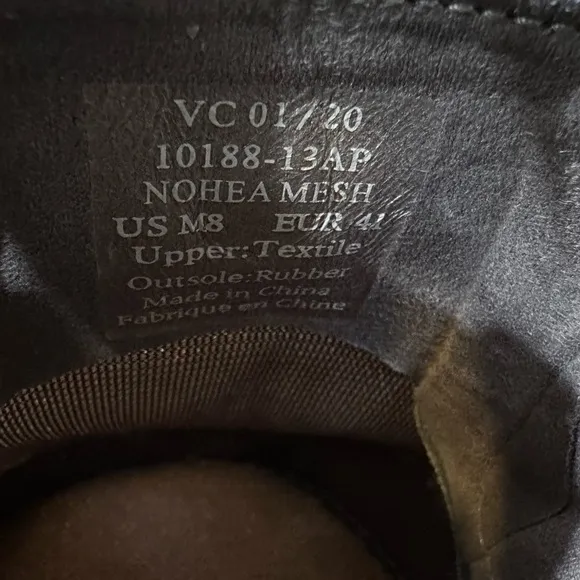 VC 01/20
10188-13AP
NOHEA MESH
US M8 EUR 41
Upper:Textile
Outsole:Rubber
Made in China
Fabrique en Chine